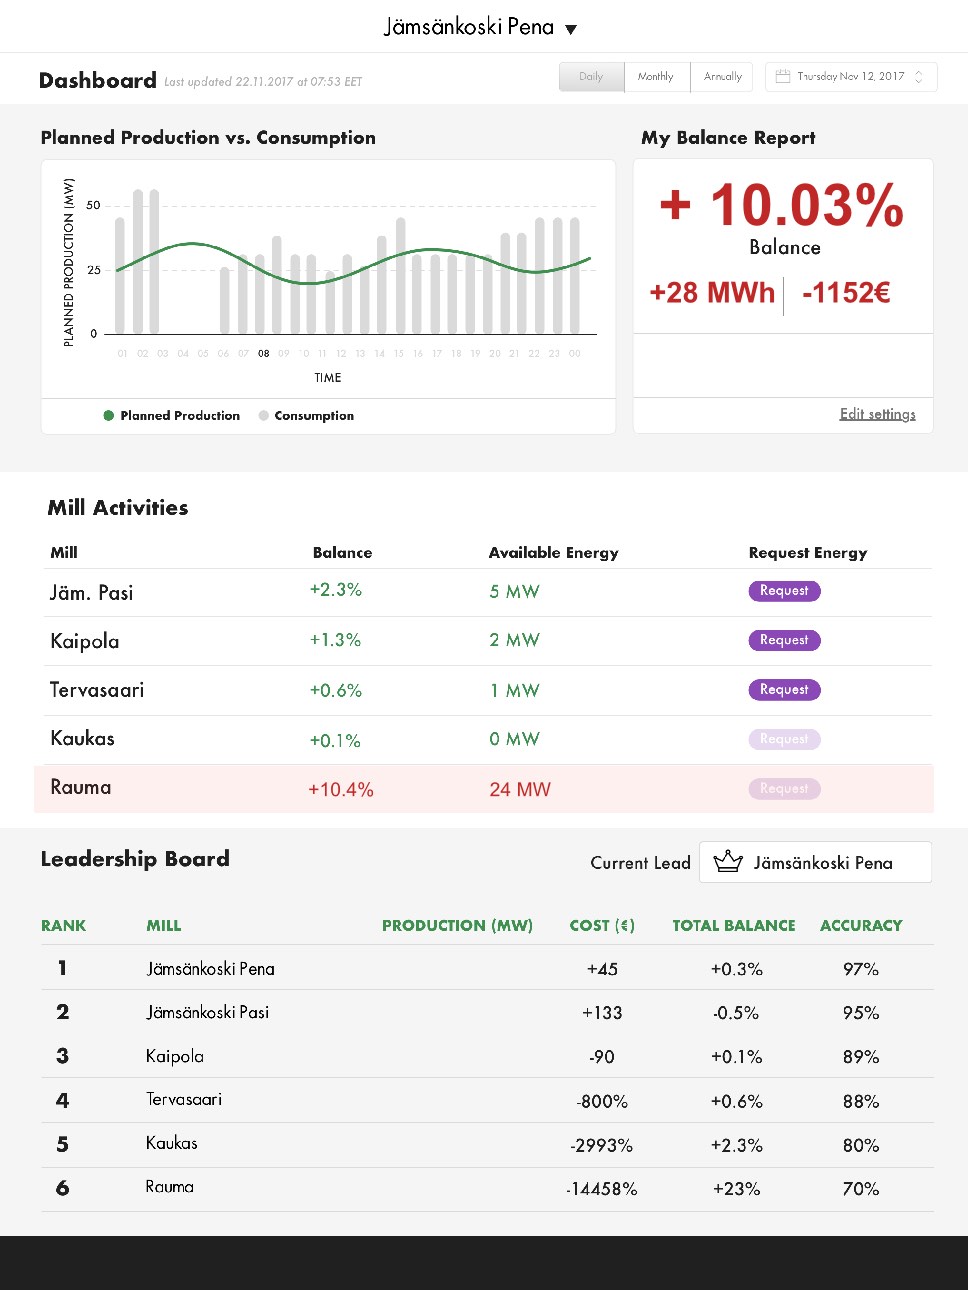 Jämsänkoski Pena ▼
Dashboard Last updated 22.11.2017 at 07:53 EET
Daily Monthly Annually Thursday Nov 12, 2017
Planned Production vs. Consumption
PLANNED PRODUCTION (MW)
50
25
0
01 02 03 04 05 06 07 08 09 10 11 12 13 14 15 16 17 18 19 20 21 22 23 00
TIME
Planned Production Consumption
My Balance Report
+ 10.03%
Balance
+28 MWh -1152€
Edit settings
Mill Activities
Mill Balance Available Energy Request Energy
Jäm. Pasi +2.3% 5 MW Request
Kaipola +1.3% 2 MW Request
Tervasaari +0.6% 1 MW Request
Kaukas +0.1% 0 MW Request
Rauma +10.4% 24 MW Request
Leadership Board
Current Lead Jämsänkoski Pena
RANK MILL PRODUCTION (MW) COST (€) TOTAL BALANCE ACCURACY
1 Jämsänkoski Pena +45 +0.3% 97%
2 Jämsänkoski Pasi +133 -0.5% 95%
3 Kaipola -90 +0.1% 89%
4 Tervasaari -800% +0.6% 88%
5 Kaukas -2993% +2.3% 80%
6 Rauma -14458% +23% 70%